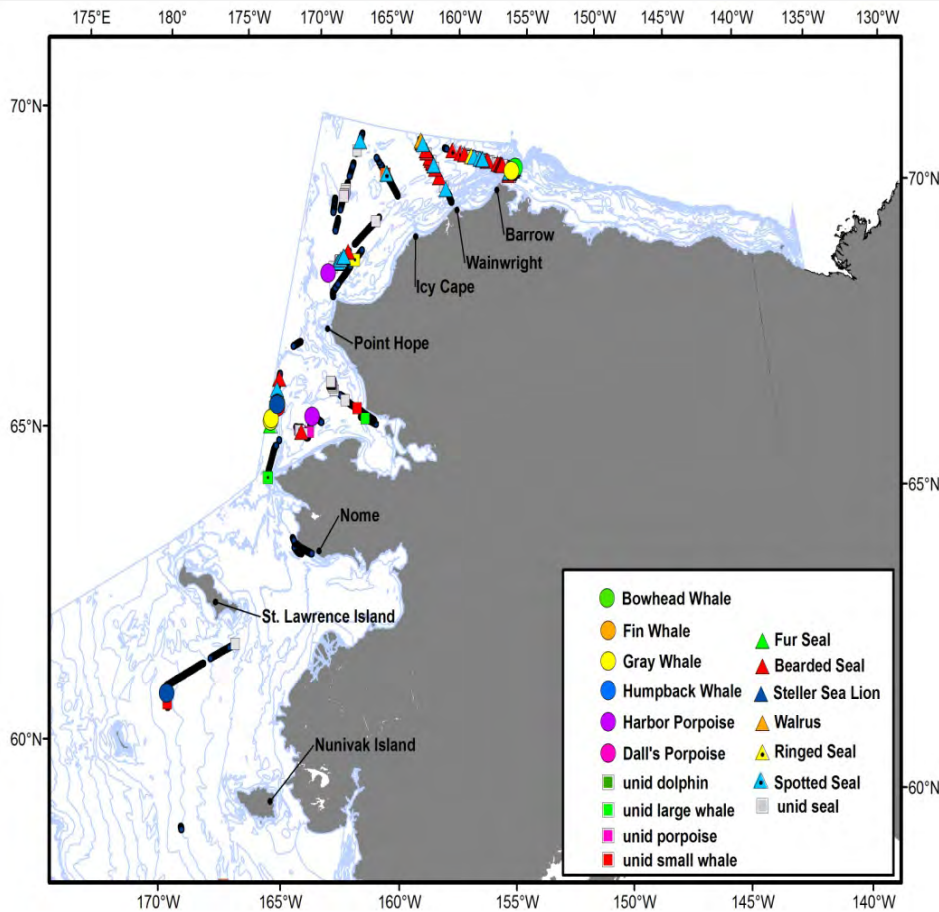 175°E 180° 175°W 170°W 165°W 160°W 155°W 150°W 145°W 140°W 135°W 130°W
70°N
70°N
Barrow
Wainwright
Icy Cape
Point Hope
65°N
65°N
Nome
St. Lawrence Island
60°N
Nunivak Island
60°N
Bowhead Whale
Fin Whale
Gray Whale
Humpback Whale
Harbor Porpoise
Dall's Porpoise
unid dolphin
unid large whale
unid porpoise
unid small whale
Fur Seal
Bearded Seal
Steller Sea Lion
Walrus
Ringed Seal
Spotted Seal
unid seal
170°W 165°W 160°W 155°W 150°W 145°W 140°W